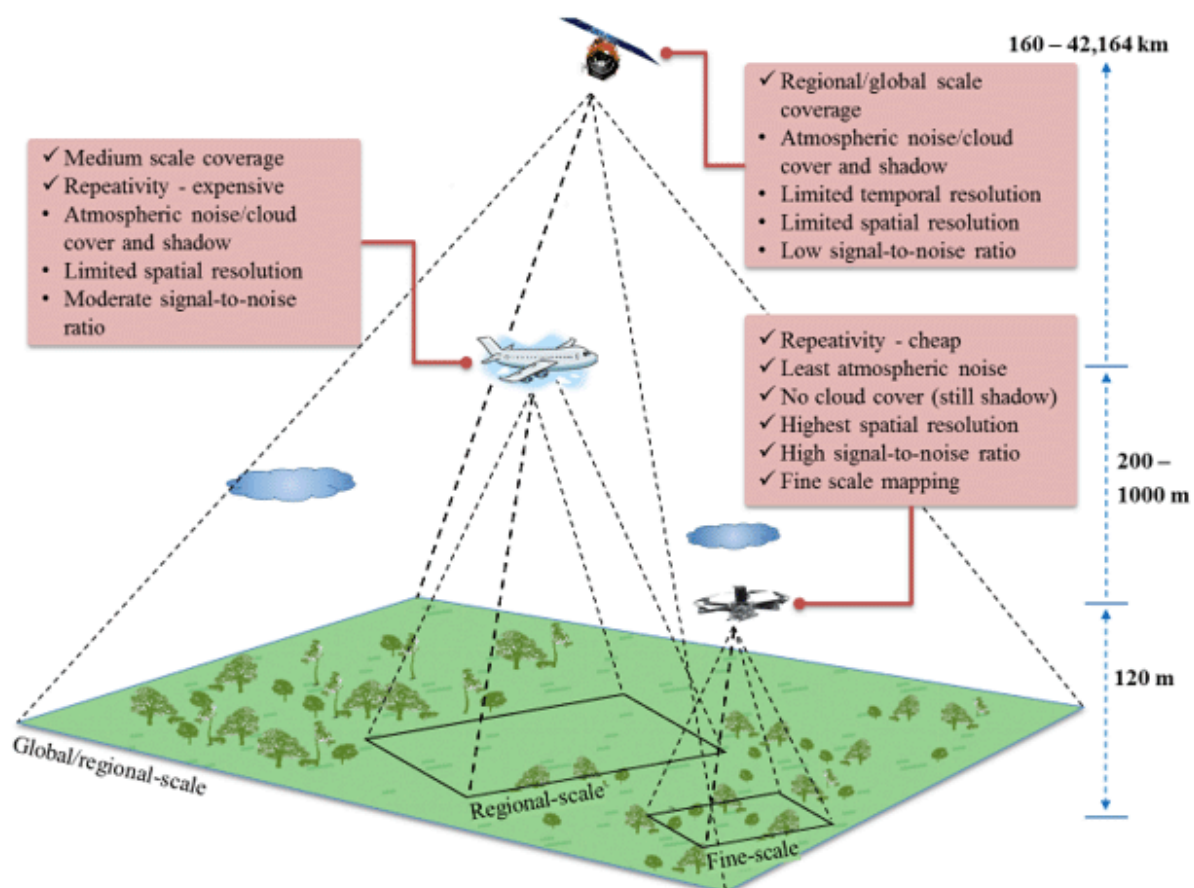 160 – 42,164 km
✓ Regional/global scale
coverage
• Atmospheric noise/cloud
cover and shadow
• Limited temporal resolution
• Limited spatial resolution
• Low signal-to-noise ratio
✓ Medium scale coverage
✓ Repeativity - expensive
• Atmospheric noise/cloud
cover and shadow
• Limited spatial resolution
• Moderate signal-to-noise
ratio
✓ Repeativity - cheap
✓ Least atmospheric noise
✓ No cloud cover (still shadow)
✓ Highest spatial resolution
✓ High signal-to-noise ratio
✓ Fine scale mapping
200 –
1000 m
120 m
Global/regional-scale
Regional-scale
Fine-scale